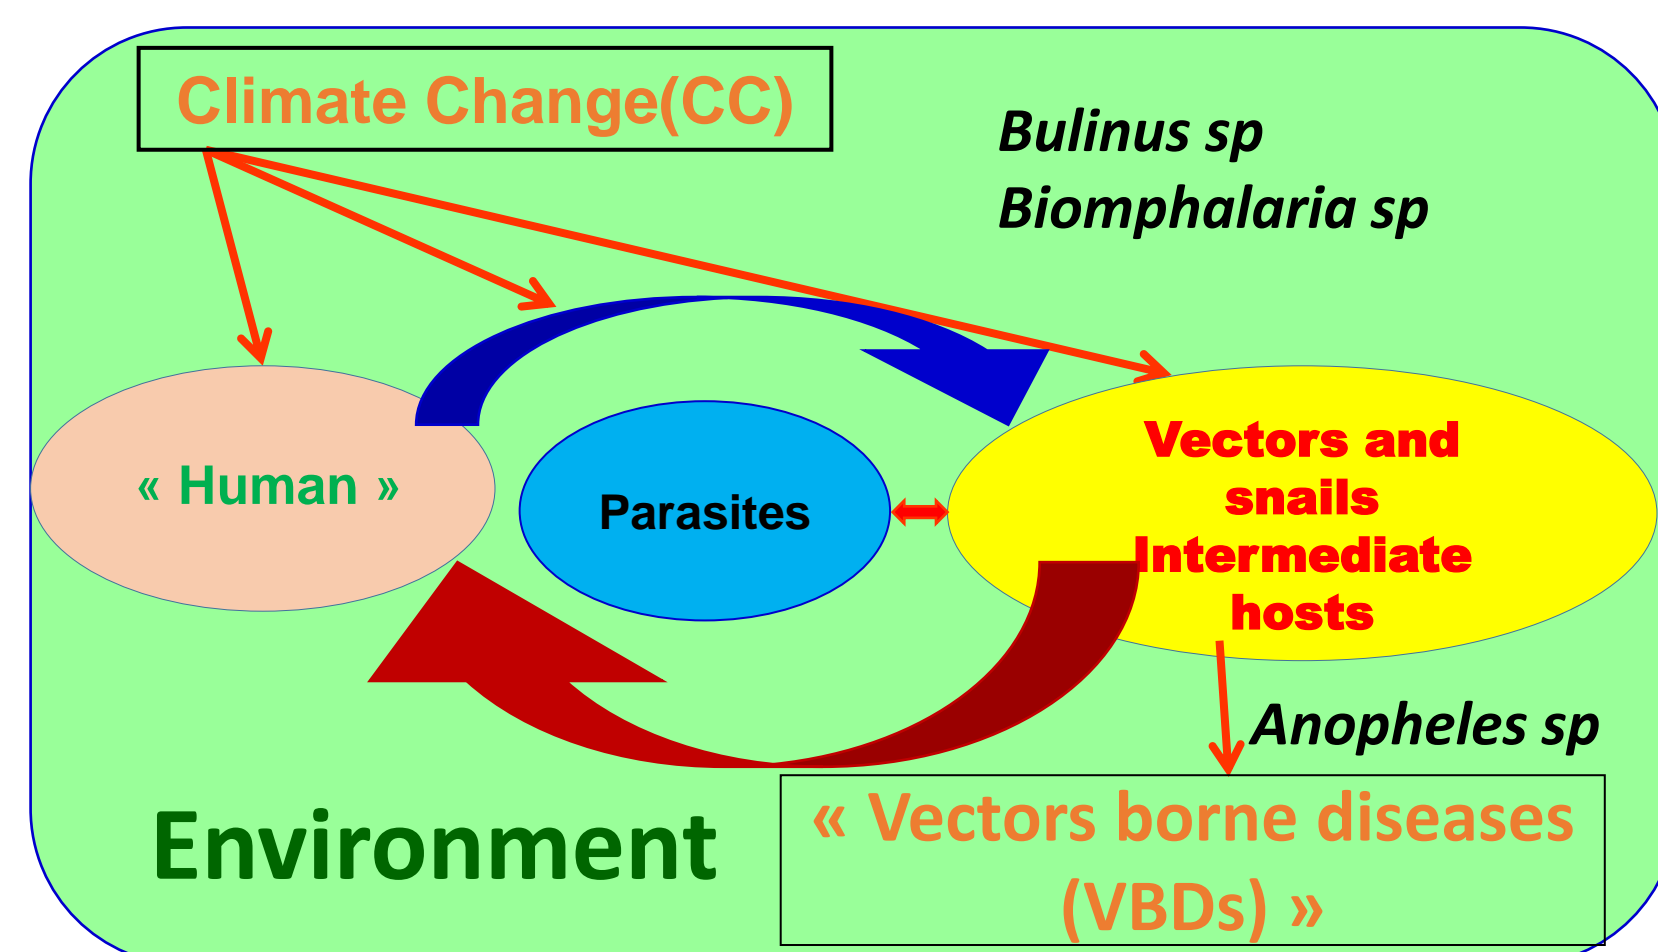 Climate Change(CC)
Bulinus sp
Biomphalaria sp
« Human »
Parasites
Vectors and
snails
Intermediate
hosts
Anopheles sp
Environment
« Vectors borne diseases
(VBDs) »